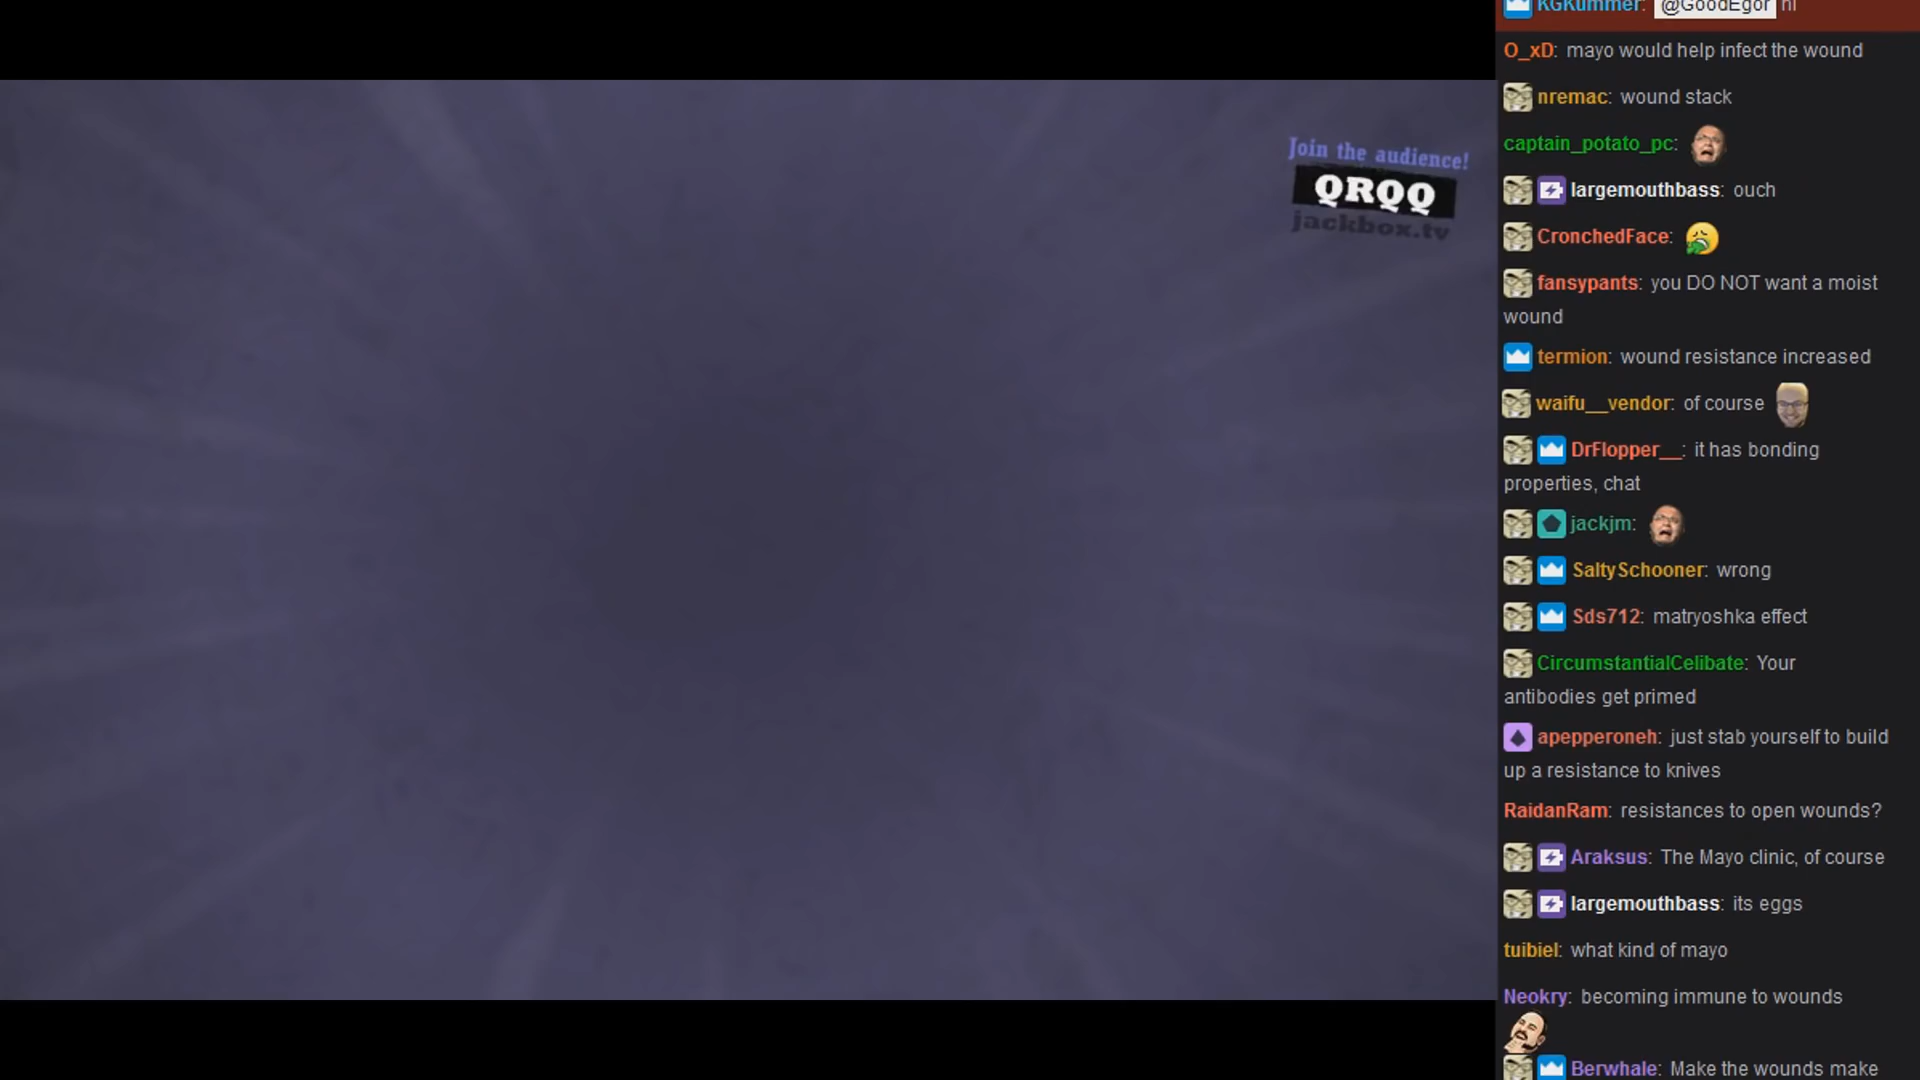 Join the audience!
QRQQ
jackbox.tv
KGKummer: @GoodEgor hi
O_xD: mayo would help infect the wound
nremac: wound stack
captain_potato_pc:
largemouthbass: ouch
CronchedFace:
fansypants: you DO NOT want a moist
wound
termion: wound resistance increased
waifu__vendor: of course
DrFlopper__: it has bonding
properties, chat
jackjm:
SaltySchooner: wrong
Sds712: matryoshka effect
CircumstantialCelibate: Your
antibodies get primed
apepperoneh: just stab yourself to build
up a resistance to knives
RaidanRam: resistances to open wounds?
Araksus: The Mayo clinic, of course
largemouthbass: its eggs
tuibiel: what kind of mayo
Neokry: becoming immune to wounds
Berwhale: Make the wounds make